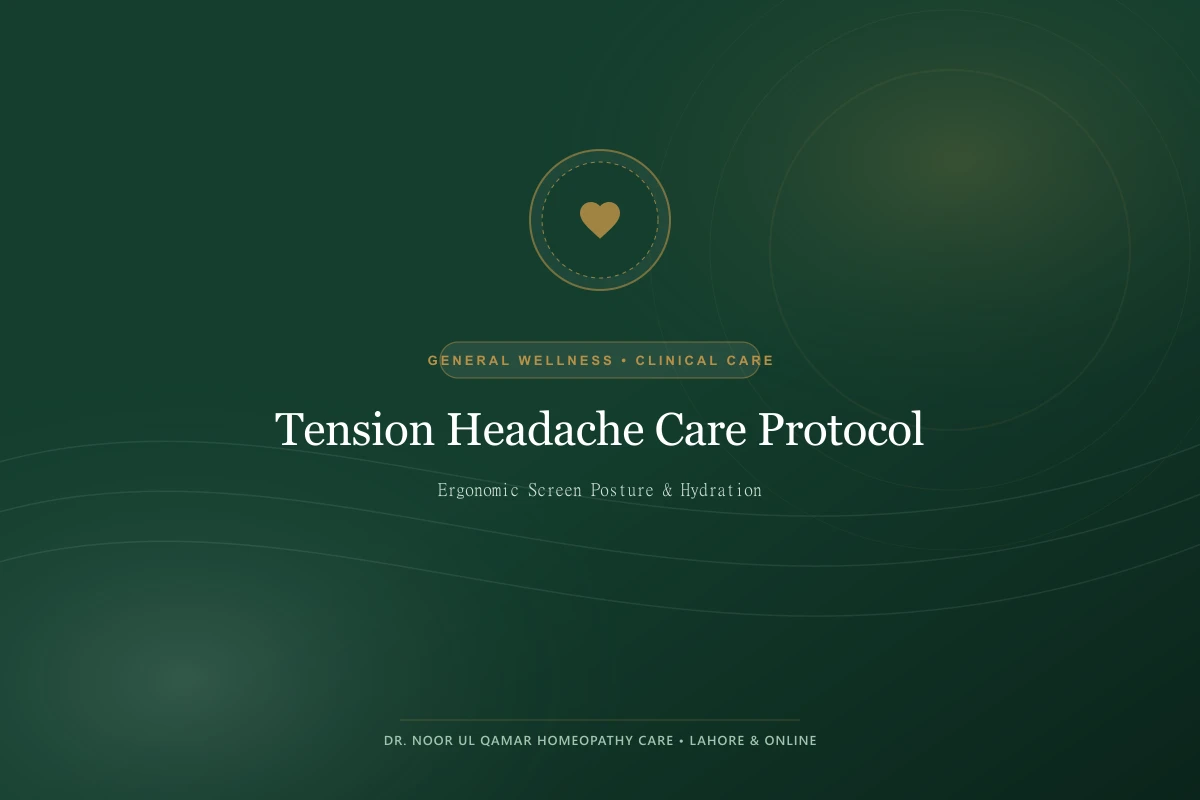 GENERAL WELLNESS • CLINICAL CARE
Tension Headache Care Protocol
Ergonomic Screen Posture & Hydration
DR. NOOR UL QAMAR HOMEOPATHY CARE • LAHORE & ONLINE